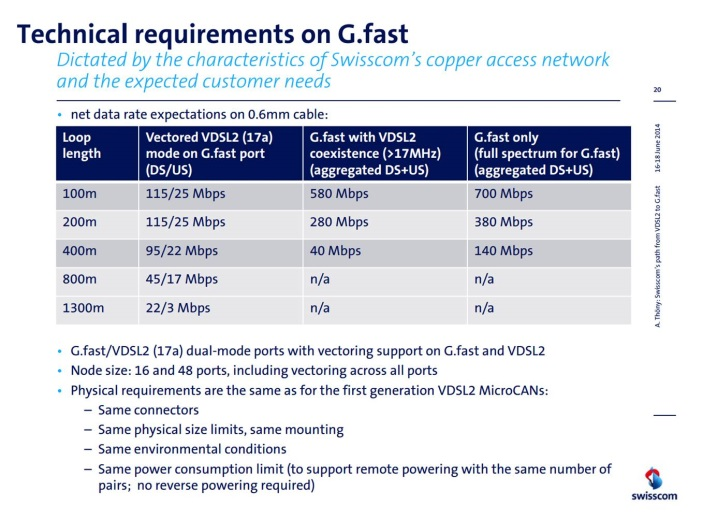 Technical requirements on G.fast
Dictated by the characteristics of Swisscom's copper access network
and the expected customer needs
20
16-18 June 2014
A. Thöny: Swisscom's path from VDSL2 to G.fast
• net data rate expectations on 0.6mm cable:
Loop length | Vectored VDSL2 (17a) mode on G.fast port (DS/US) | G.fast with VDSL2 coexistence (>17MHz) (aggregated DS+US) | G.fast only (full spectrum for G.fast) (aggregated DS+US)
100m | 115/25 Mbps | 580 Mbps | 700 Mbps
200m | 115/25 Mbps | 280 Mbps | 380 Mbps
400m | 95/22 Mbps | 40 Mbps | 140 Mbps
800m | 45/17 Mbps | n/a | n/a
1300m | 22/3 Mbps | n/a | n/a
• G.fast/VDSL2 (17a) dual-mode ports with vectoring support on G.fast and VDSL2
• Node size: 16 and 48 ports, including vectoring across all ports
• Physical requirements are the same as for the first generation VDSL2 MicroCANs:
– Same connectors
– Same physical size limits, same mounting
– Same environmental conditions
– Same power consumption limit (to support remote powering with the same number of
pairs; no reverse powering required)
swisscom